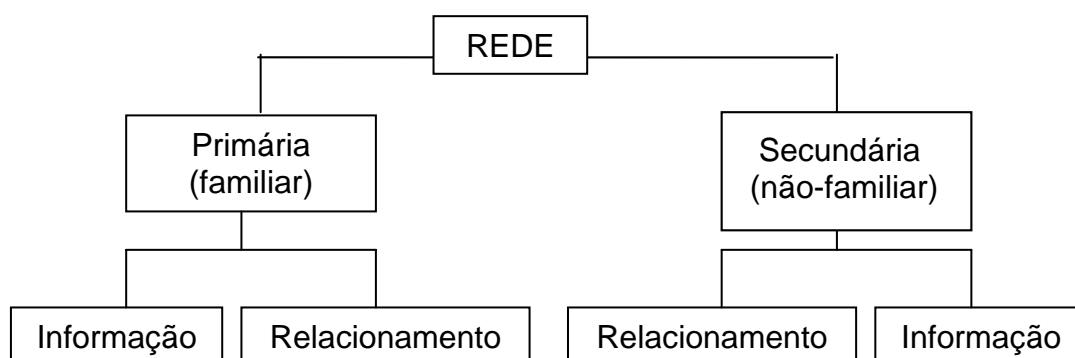 REDE
Primária
(familiar)
Secundária
(não-familiar)
Informação
Relacionamento
Relacionamento
Informação